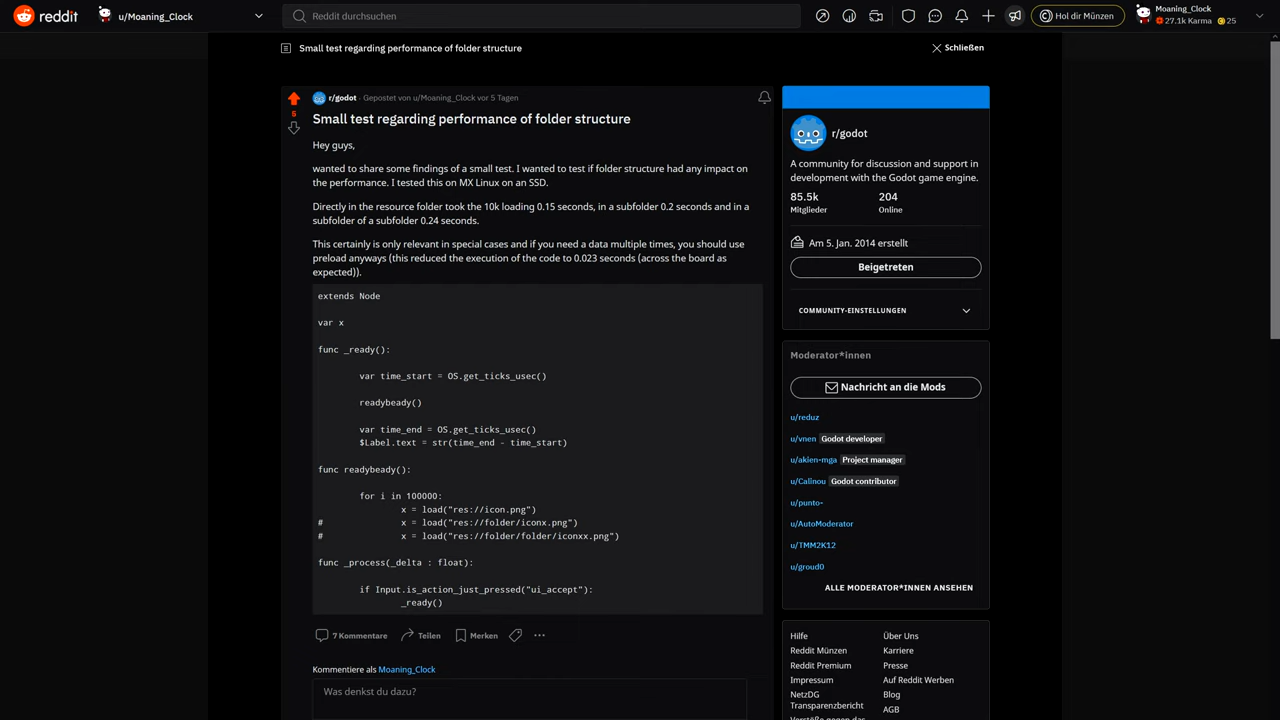 reddit
u/Moaning_Clock
Reddit durchsuchen
Hol dir Münzen
Moaning_Clock
27.1k Karma 25
Small test regarding performance of folder structure
Schließen
6
r/godot · Gepostet von u/Moaning_Clock vor 5 Tagen
Small test regarding performance of folder structure
Hey guys,
wanted to share some findings of a small test. I wanted to test if folder structure had any impact on
the performance. I tested this on MX Linux on an SSD.
Directly in the resource folder took the 10k loading 0.15 seconds, in a subfolder 0.2 seconds and in a
subfolder of a subfolder 0.24 seconds.
This certainly is only relevant in special cases and if you need a data multiple times, you should use
preload anyways (this reduced the execution of the code to 0.023 seconds (across the board as
expected)).
extends Node
var x
func _ready():
var time_start = OS.get_ticks_usec()
readybeady()
var time_end = OS.get_ticks_usec()
$Label.text = str(time_end - time_start)
func readybeady():
for i in 100000:
x = load("res://icon.png")
# x = load("res://folder/iconx.png")
# x = load("res://folder/folder/iconxx.png")
func _process(_delta : float):
if Input.is_action_just_pressed("ui_accept"):
_ready()
7 Kommentare
Teilen
Merken
Kommentiere als Moaning_Clock
Was denkst du dazu?
r/godot
A community for discussion and support in
development with the Godot game engine.
85.5k 204
Mitglieder Online
Am 5. Jan. 2014 erstellt
Beigetreten
COMMUNITY-EINSTELLUNGEN
Moderator*innen
Nachricht an die Mods
u/reduz
u/vnen Godot developer
u/akien-mga Project manager
u/Calinou Godot contributor
u/punto-
u/AutoModerator
u/TMM2K12
u/groud0
ALLE MODERATOR*INNEN ANSEHEN
Hilfe Über Uns
Reddit Münzen Karriere
Reddit Premium Presse
Impressum Auf Reddit Werben
NetzDG Blog
Transparenzbericht AGB